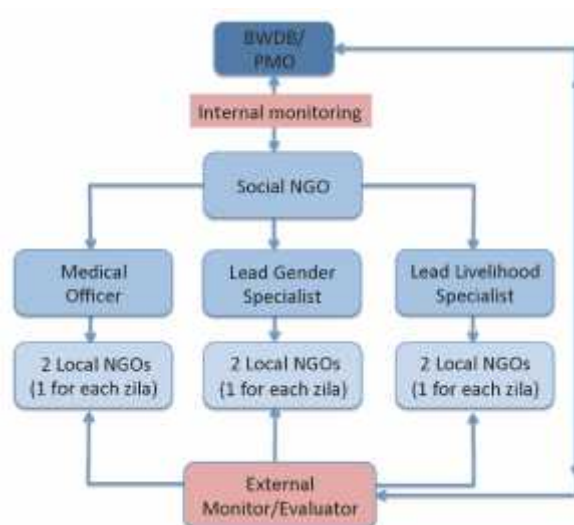 BWDB/
PMO
Internal monitoring
Social NGO
Medical
Officer
Lead Gender
Specialist
Lead Livelihood
Specialist
2 Local NGOs
(1 for each zila)
2 Local NGOs
(1 for each zila)
2 Local NGOs
(1 for each zila)
External
Monitor/Evaluator